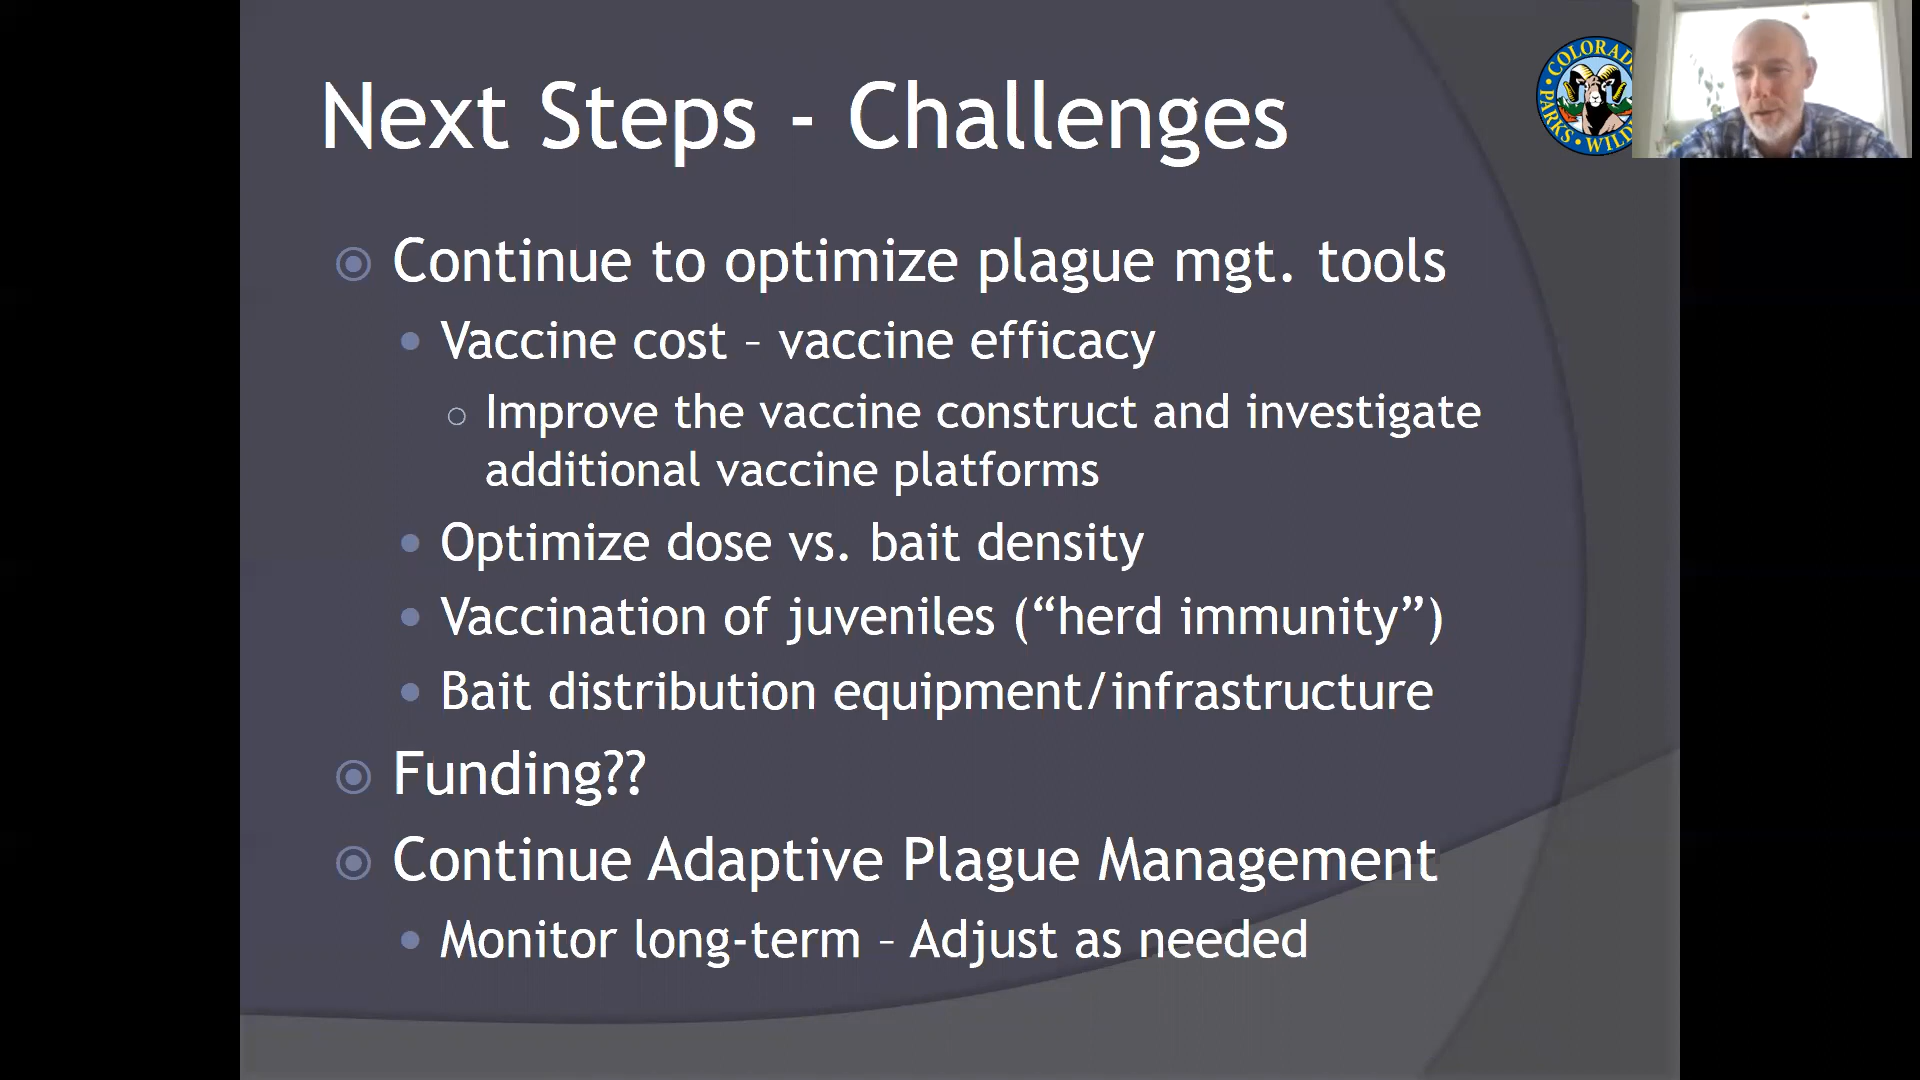 Next Steps - Challenges
Continue to optimize plague mgt. tools
Vaccine cost – vaccine efficacy
Improve the vaccine construct and investigate
additional vaccine platforms
Optimize dose vs. bait density
Vaccination of juveniles (“herd immunity”)
Bait distribution equipment/infrastructure
Funding??
Continue Adaptive Plague Management
Monitor long-term – Adjust as needed
PARKS